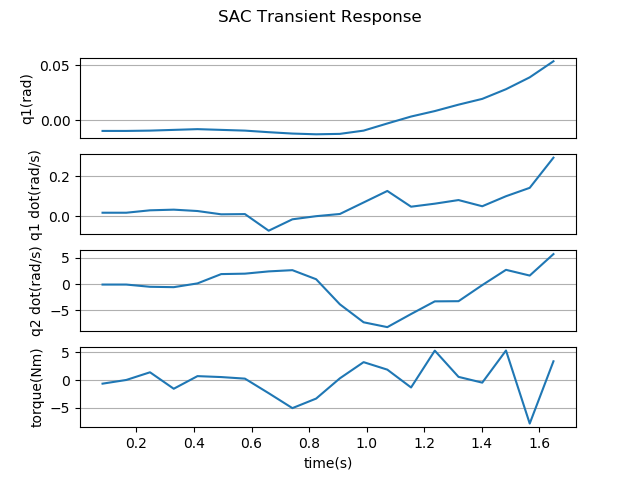 SAC Transient Response
q1(rad)
0.05
0.00
q1 dot(rad/s)
0.2
0.0
q2 dot(rad/s)
5
0
−5
torque(Nm)
5
0
−5
0.2 0.4 0.6 0.8 1.0 1.2 1.4 1.6
time(s)